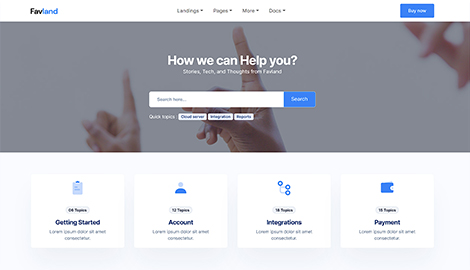 Favland
Landings Pages More Docs
Buy now
How we can Help you?
Stories, Tech, and Thoughts from Favland
Search here...
Search
Quick topics : Cloud server Integration Reports
06 Topics
Getting Started
Lorem ipsum dolor sit amet
consectetur.
12 Topics
Account
Lorem ipsum dolor sit amet
consectetur.
18 Topics
Integrations
Lorem ipsum dolor sit amet
consectetur.
15 Topics
Payment
Lorem ipsum dolor sit amet
consectetur.